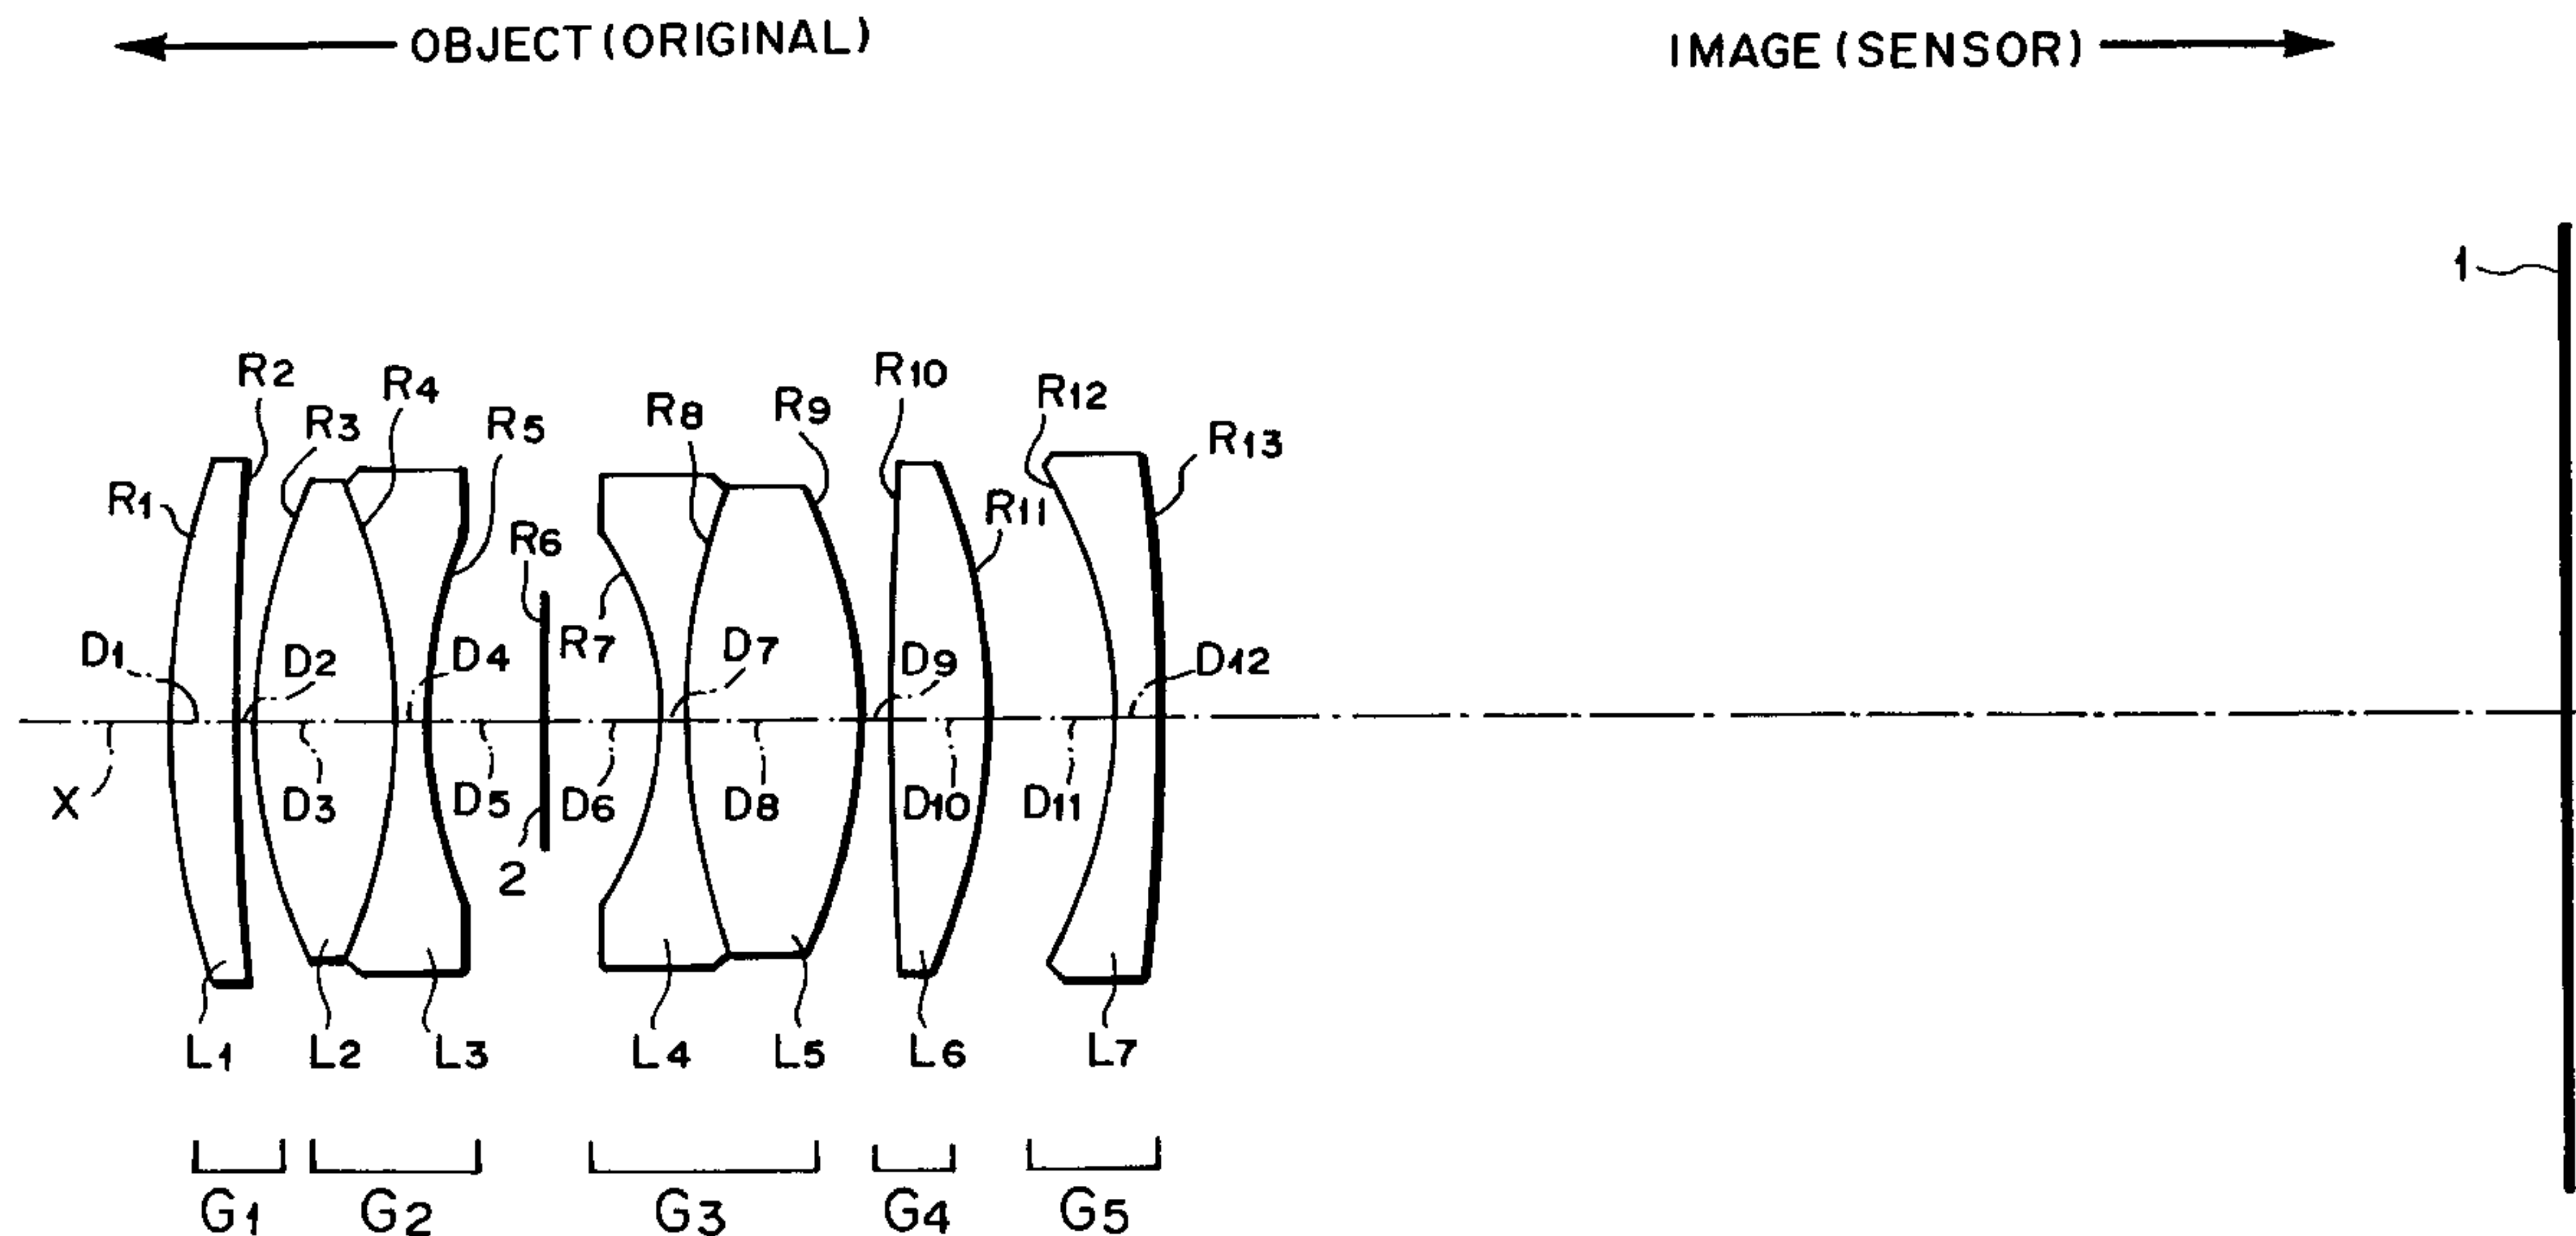 OBJECT(ORIGINAL) IMAGE(SENSOR)
1
R2 R4 R10 R12
R3 R5 R8 R9 R13
R1 R6 R11
R7
D1 D2 D4 D7 D9 D12
X D3 D5 D6 D8 D10 D11
2
L1 L2 L3 L4 L5 L6 L7
G1 G2 G3 G4 G5